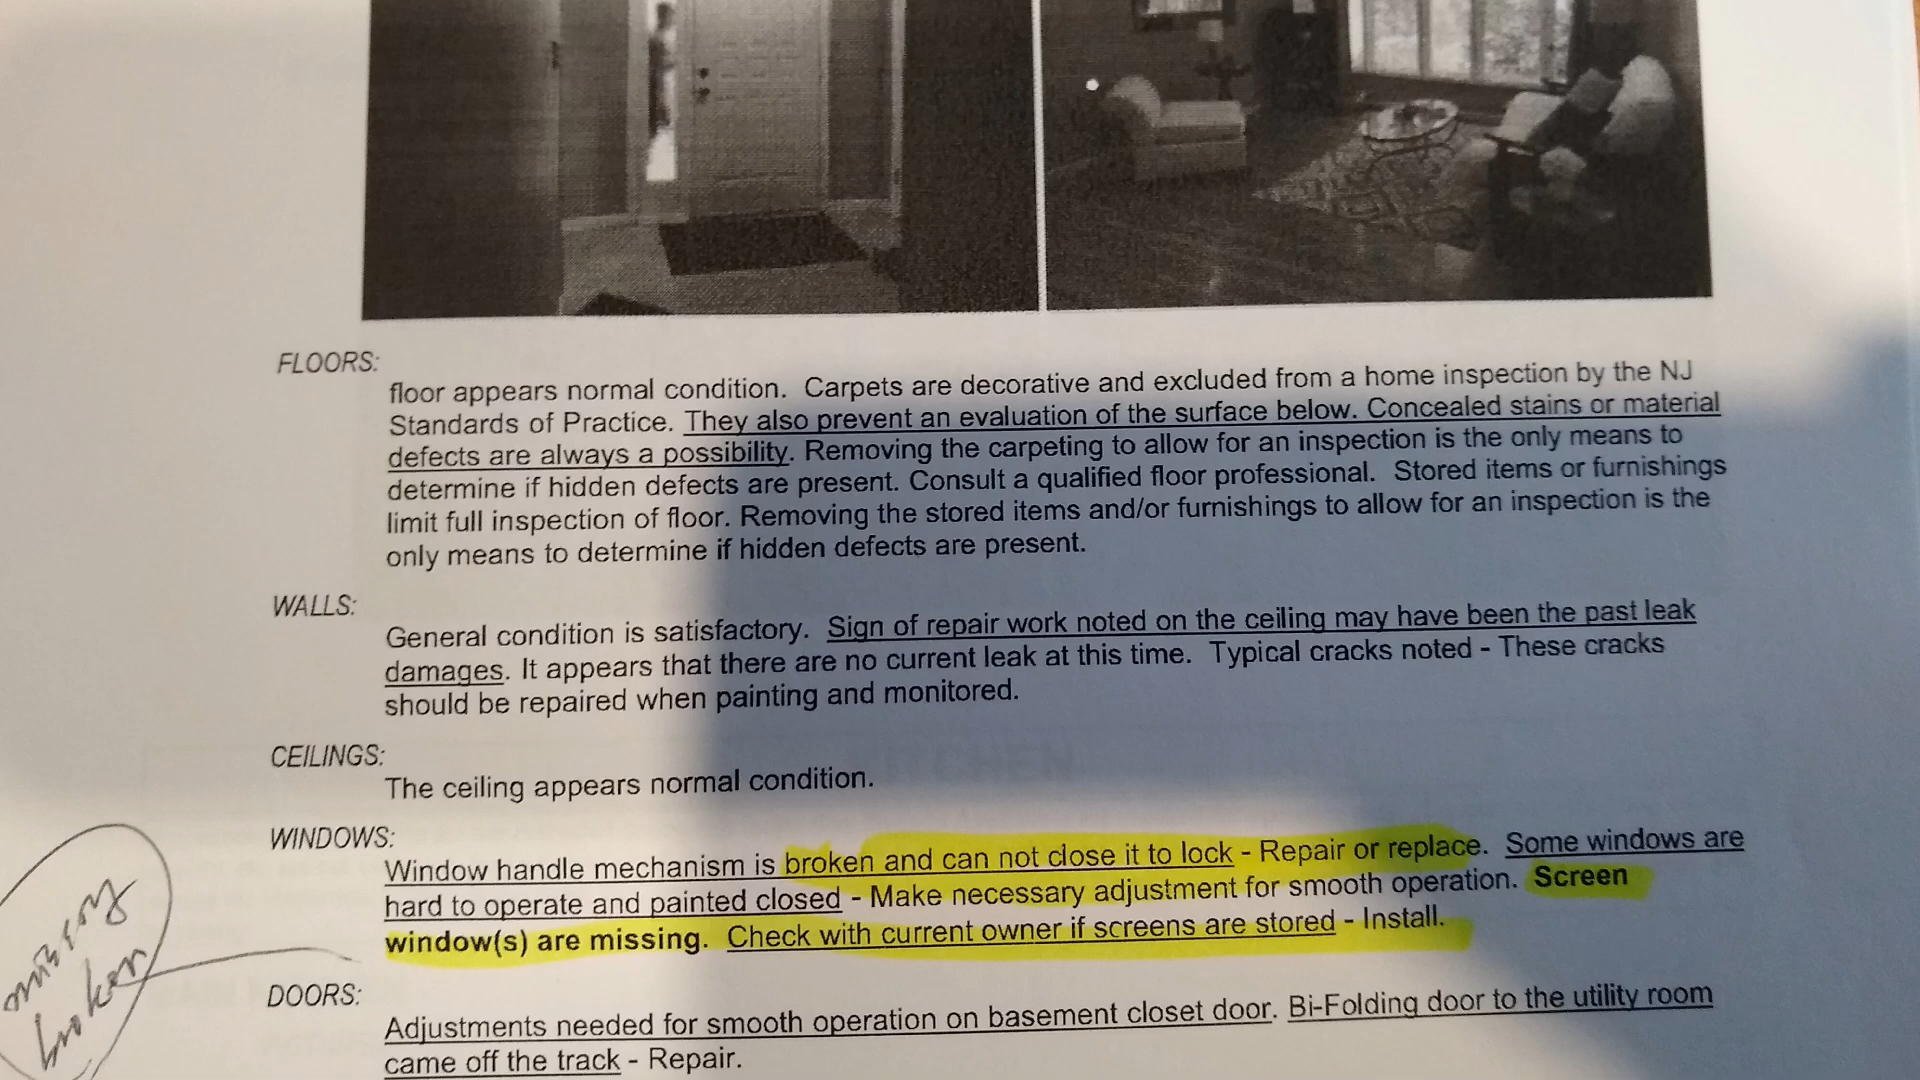 FLOORS:
floor appears normal condition.  Carpets are decorative and excluded from a home inspection by the NJ
Standards of Practice. They also prevent an evaluation of the surface below. Concealed stains or material
defects are always a possibility. Removing the carpeting to allow for an inspection is the only means to
determine if hidden defects are present. Consult a qualified floor professional.  Stored items or furnishings
limit full inspection of floor. Removing the stored items and/or furnishings to allow for an inspection is the
only means to determine if hidden defects are present.
WALLS:
General condition is satisfactory.  Sign of repair work noted on the ceiling may have been the past leak
damages. It appears that there are no current leak at this time.  Typical cracks noted - These cracks
should be repaired when painting and monitored.
CEILINGS:
The ceiling appears normal condition.
WINDOWS:
Window handle mechanism is broken and can not close it to lock - Repair or replace.  Some windows are
hard to operate and painted closed - Make necessary adjustment for smooth operation.  Screen
window(s) are missing.  Check with current owner if screens are stored - Install.
missing
broken
DOORS:
Adjustments needed for smooth operation on basement closet door. Bi-Folding door to the utility room
came off the track - Repair.